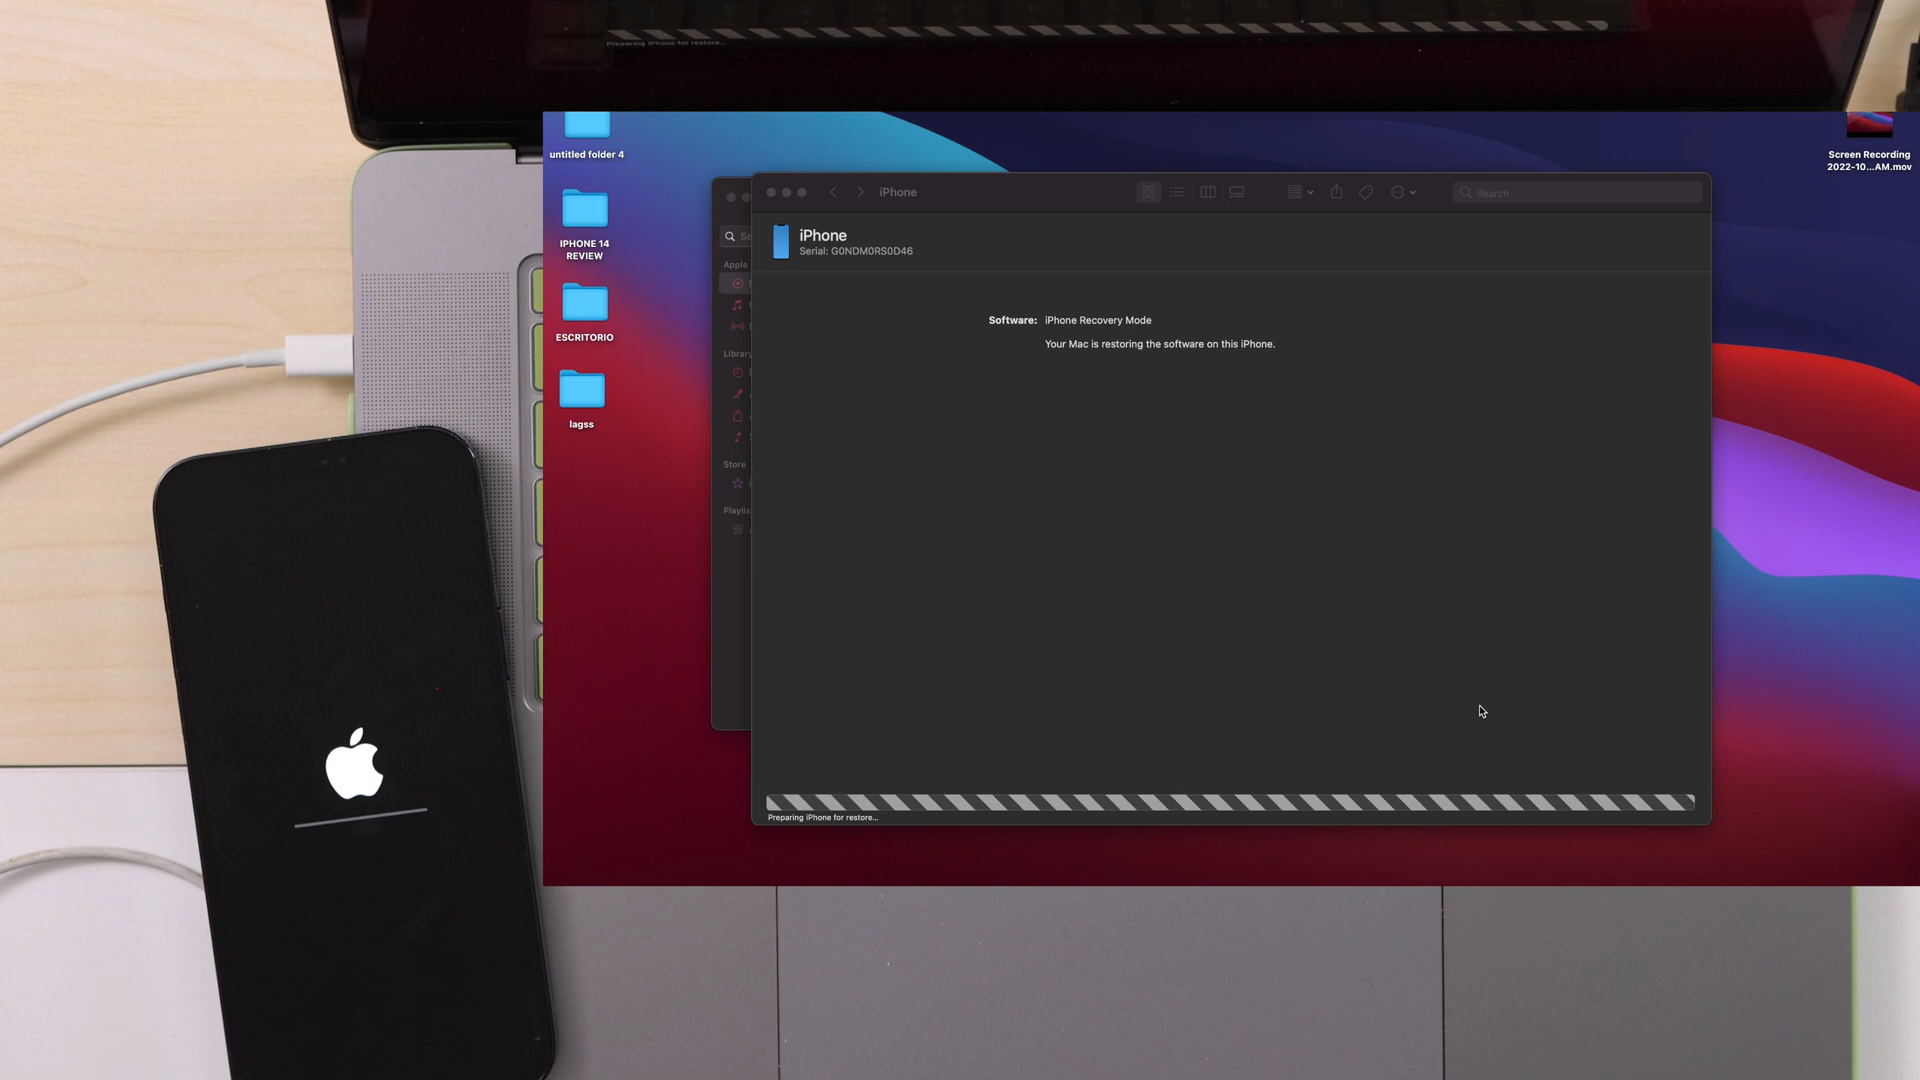 Preparing iPhone for restore...
untitled folder 4
Screen Recording
2022-10...AM.mov
iPhone
Search
IPHONE 14
REVIEW
iPhone
Serial: G0NDM0RS0D46
Se
Apple
ESCRITORIO
Software: iPhone Recovery Mode
Your Mac is restoring the software on this iPhone.
Library
lagss
Store
Playlis
Preparing iPhone for restore...